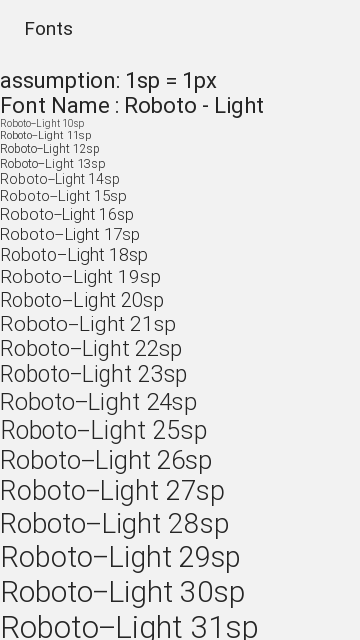 Fonts
assumption: 1sp = 1px
Font Name : Roboto - Light
Roboto–Light 10sp
Roboto–Light 11sp
Roboto–Light 12sp
Roboto–Light 13sp
Roboto–Light 14sp
Roboto–Light 15sp
Roboto–Light 16sp
Roboto–Light 17sp
Roboto–Light 18sp
Roboto–Light 19sp
Roboto–Light 20sp
Roboto–Light 21sp
Roboto–Light 22sp
Roboto–Light 23sp
Roboto–Light 24sp
Roboto–Light 25sp
Roboto–Light 26sp
Roboto–Light 27sp
Roboto–Light 28sp
Roboto–Light 29sp
Roboto–Light 30sp
Roboto–Light 31sp